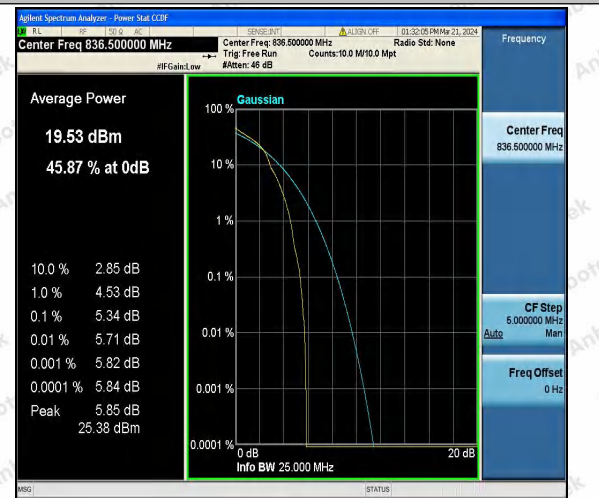 Agilent Spectrum Analyzer - Power Stat CCDF
RL RF 50 Ω AC SENSE:INT ALIGN OFF 01:32:05 PM Mar 21, 2024
Center Freq 836.500000 MHz
Center Freq: 836.500000 MHz Radio Std: None
Trig: Free Run Counts:10.0 M/10.0 Mpt
#IFGain:Low #Atten: 46 dB
Frequency
Average Power
19.53 dBm
45.87 % at 0dB
10.0 % 2.85 dB
1.0 % 4.53 dB
0.1 % 5.34 dB
0.01 % 5.71 dB
0.001 % 5.82 dB
0.0001 % 5.84 dB
Peak 5.85 dB
25.38 dBm
Gaussian
100 %
10 %
1 %
0.1 %
0.01 %
0.001 %
0.0001 %
0 dB 20 dB
Info BW 25.000 MHz
Center Freq
836.500000 MHz
CF Step
5.000000 MHz
Auto Man
Freq Offset
0 Hz
MSG STATUS